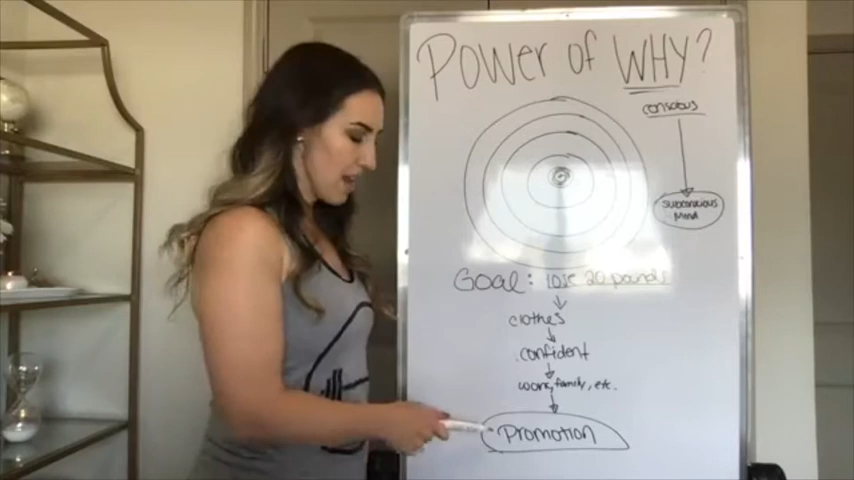 Power of WHY?
conscious
Subconscious
Mind
Goal: lose 20 pounds
clothes
confident
work, family, etc.
Promotion